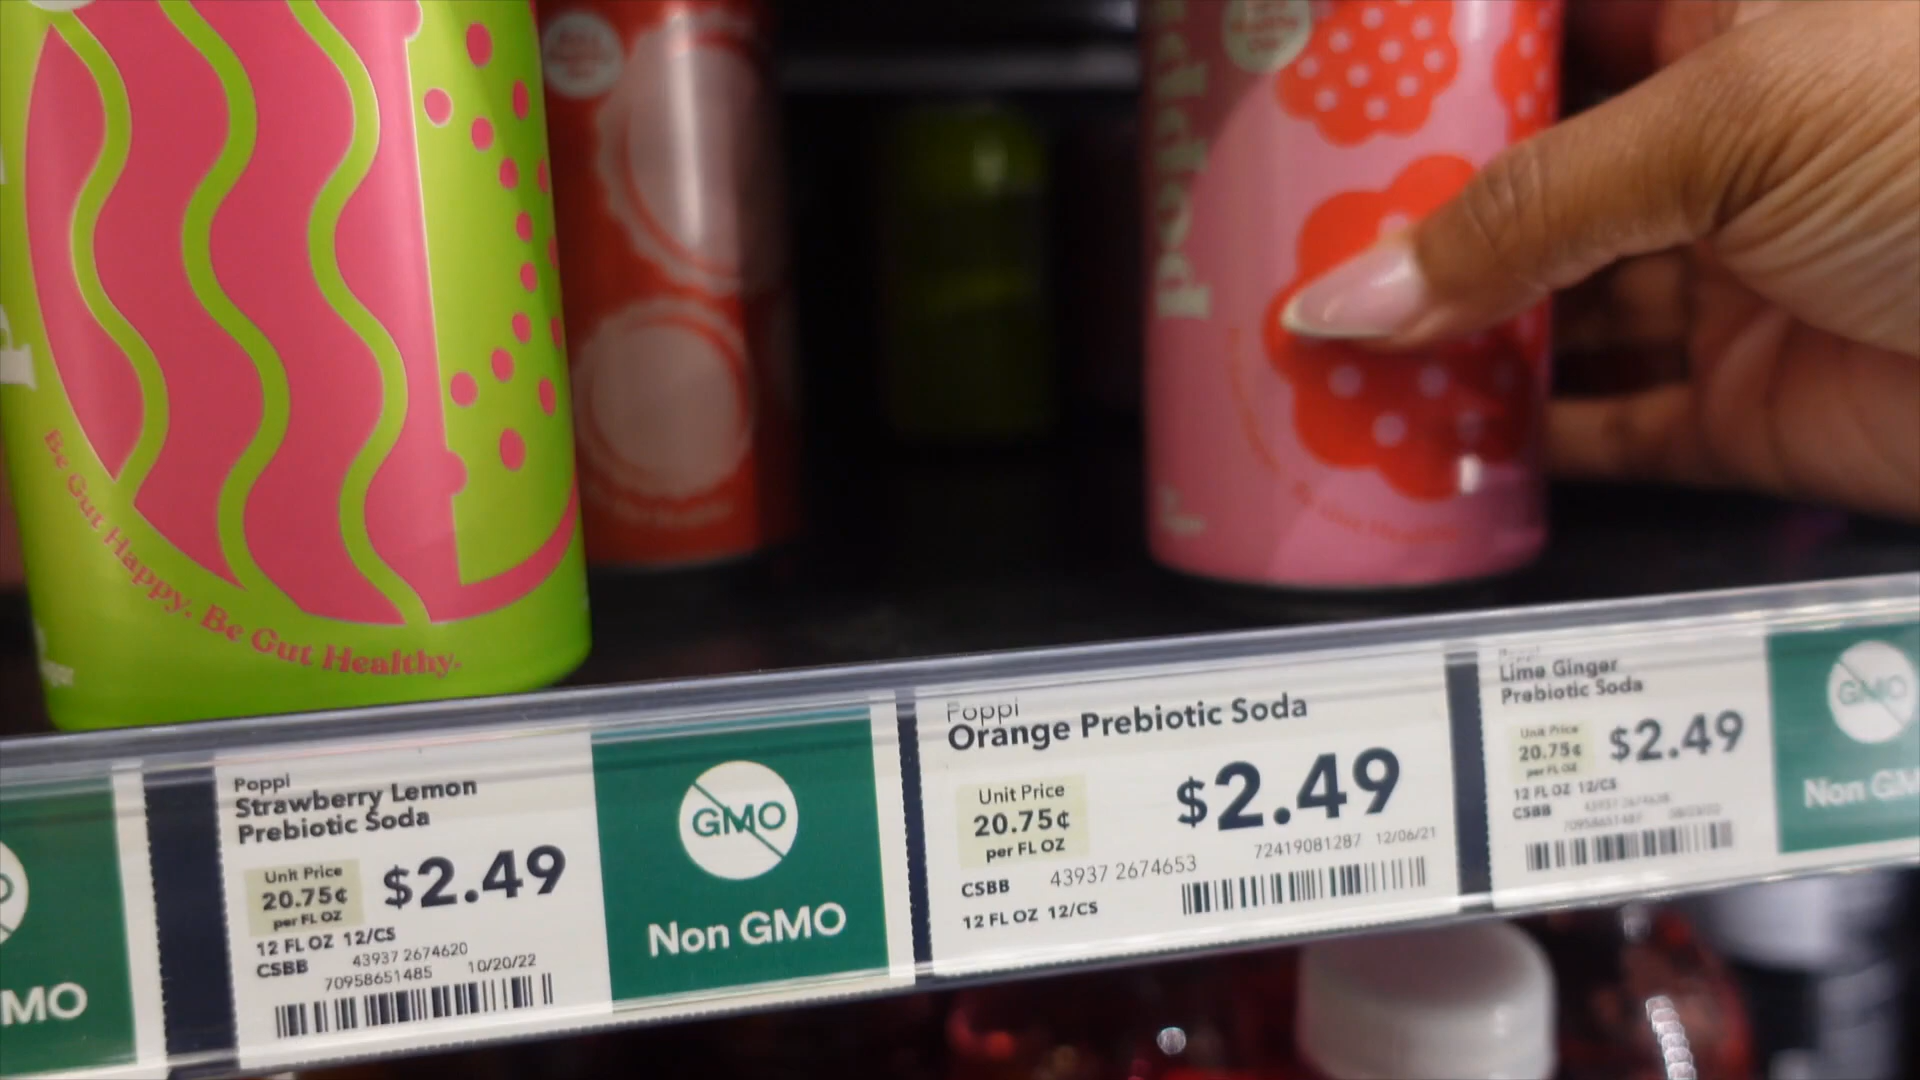 Be Gut Happy. Be Gut Healthy.
poppi
MO
Poppi
Strawberry Lemon
Prebiotic Soda
Unit Price
20.75¢
per FL OZ
$2.49
12 FL OZ 12/CS
CSBB
43937 2674620
70958651485 10/20/22
GMO
Non GMO
Poppi
Orange Prebiotic Soda
Unit Price
20.75¢
per FL OZ
$2.49
72419081287 12/06/21
CSBB 43937 2674653
12 FL OZ 12/CS
Lime Ginger
Prebiotic Soda
Unit Price
20.75¢
per FL OZ
$2.49
12 FL OZ 12/CS
CSBB
GMO
Non GM